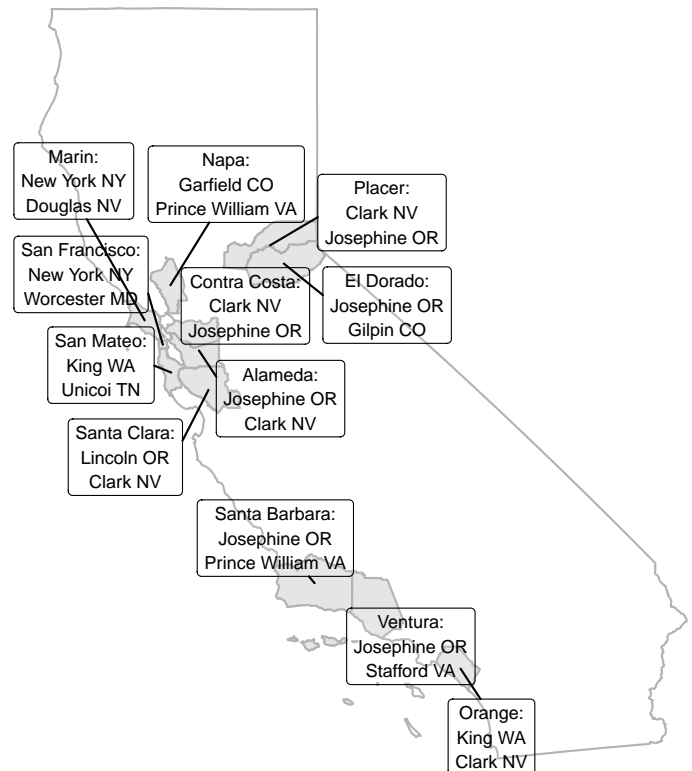 Marin:
New York NY
Douglas NV
Napa:
Garfield CO
Prince William VA
Placer:
Clark NV
Josephine OR
San Francisco:
New York NY
Worcester MD
Contra Costa:
Clark NV
Josephine OR
El Dorado:
Josephine OR
Gilpin CO
San Mateo:
King WA
Unicoi TN
Alameda:
Josephine OR
Clark NV
Santa Clara:
Lincoln OR
Clark NV
Santa Barbara:
Josephine OR
Prince William VA
Ventura:
Josephine OR
Stafford VA
Orange:
King WA
Clark NV